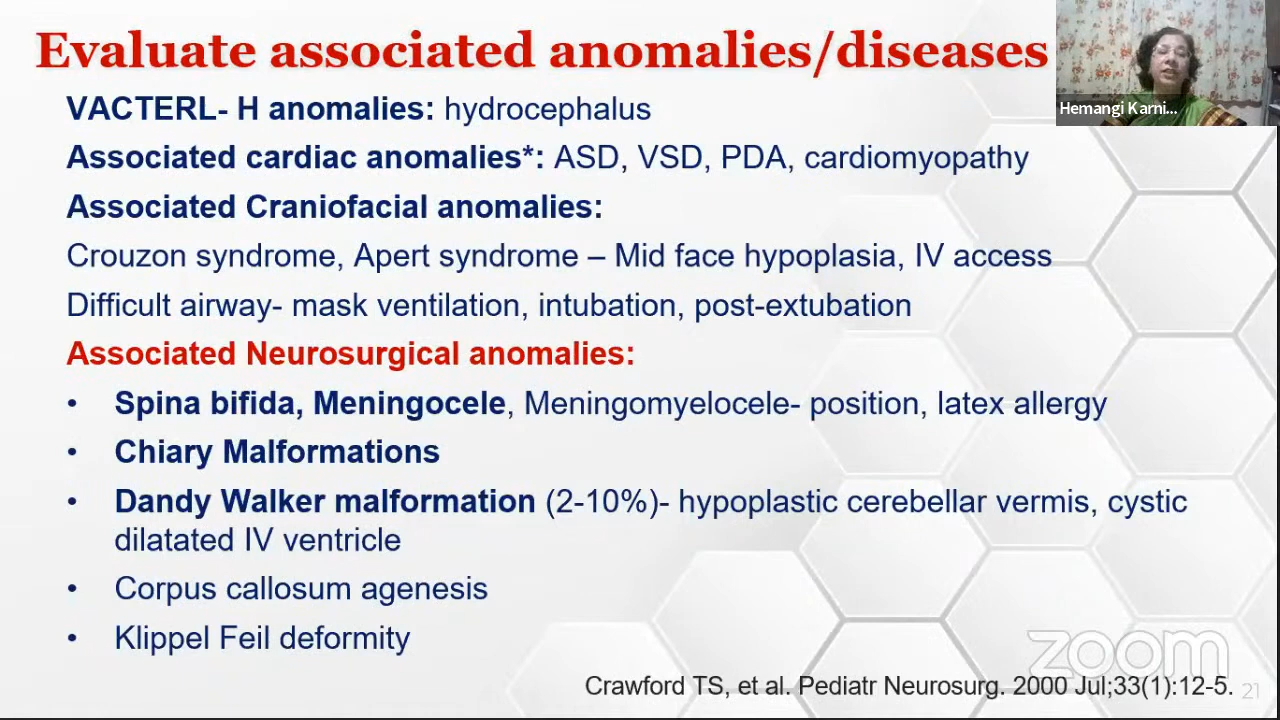 Evaluate associated anomalies/diseases
Hemangi Karni...
VACTERL- H anomalies: hydrocephalus
Associated cardiac anomalies*: ASD, VSD, PDA, cardiomyopathy
Associated Craniofacial anomalies:
Crouzon syndrome, Apert syndrome – Mid face hypoplasia, IV access
Difficult airway- mask ventilation, intubation, post-extubation
Associated Neurosurgical anomalies:
• Spina bifida, Meningocele, Meningomyelocele- position, latex allergy
• Chiary Malformations
• Dandy Walker malformation (2-10%)- hypoplastic cerebellar vermis, cystic
dilatated IV ventricle
• Corpus callosum agenesis
• Klippel Feil deformity
zoom
Crawford TS, et al. Pediatr Neurosurg. 2000 Jul;33(1):12-5. 21